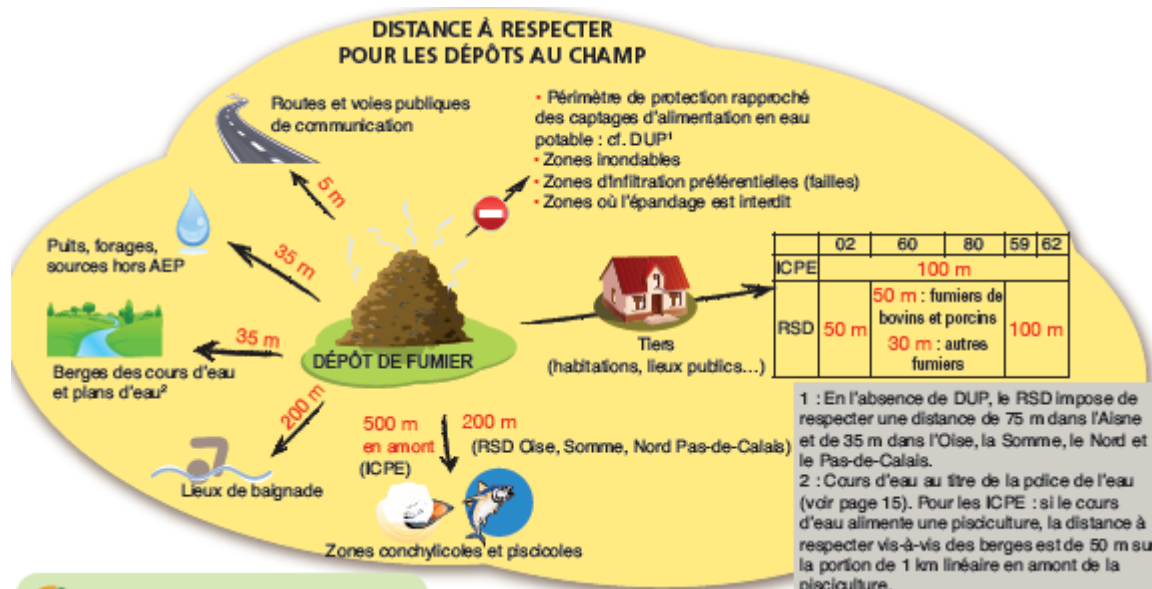 DISTANCE À RESPECTER
POUR LES DÉPÔTS AU CHAMP
Routes et voies publiques
de communication
• Périmètre de protection rapproché
des captages d'alimentation en eau
potable : cf. DUP¹
• Zones inondables
• Zones d'infiltration préférentielles (failles)
• Zones où l'épandage est interdit
5 m
Puits, forages,
sources hors AEP
35 m
35 m
Berges des cours d'eau
et plans d'eau²
200 m
Lieux de baignade
DÉPÔT DE FUMIER
500 m
en amont
(ICPE)
200 m
(RSD Oise, Somme, Nord Pas-de-Calais)
Zones conchylicoles et piscicoles
Tiers
(habitations, lieux publics...)
02 60 80 59 62
ICPE 100 m
RSD 50 m
50 m : fumiers de
bovins et porcins
30 m : autres
fumiers
100 m
1 : En l'absence de DUP, le RSD impose de
respecter une distance de 75 m dans l'Aisne
et de 35 m dans l'Oise, la Somme, le Nord et
le Pas-de-Calais.
2 : Cours d'eau au titre de la police de l'eau
(voir page 15). Pour les ICPE : si le cours
d'eau alimente une pisciculture, la distance à
respecter vis-à-vis des berges est de 50 m su
la portion de 1 km linéaire en amont de la
pisciculture.